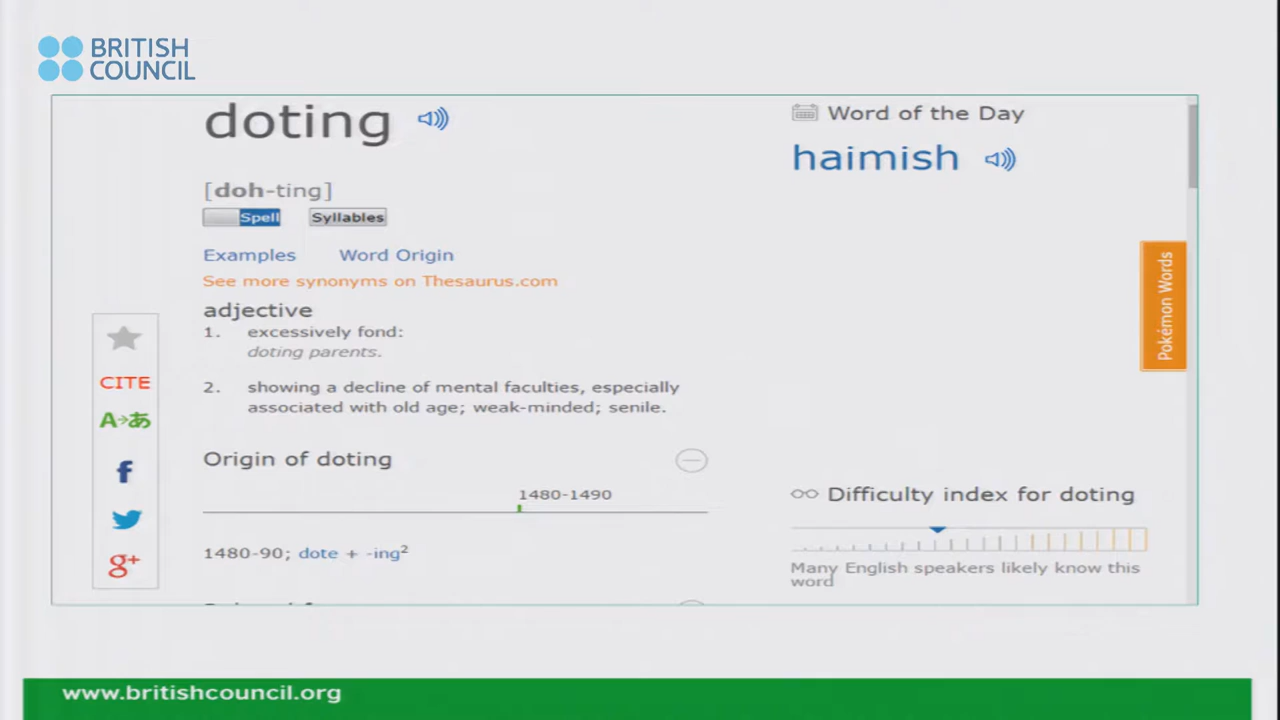 BRITISH
COUNCIL
doting
[doh-ting]
Spell
Syllables
Examples
Word Origin
See more synonyms on Thesaurus.com
adjective
1. excessively fond:
doting parents.
2. showing a decline of mental faculties, especially
associated with old age; weak-minded; senile.
Origin of doting
1480-1490
1480-90; dote + -ing²
CITE
A→あ
f
g+
Word of the Day
haimish
Pokémon Words
Difficulty index for doting
Many English speakers likely know this
word
www.britishcouncil.org